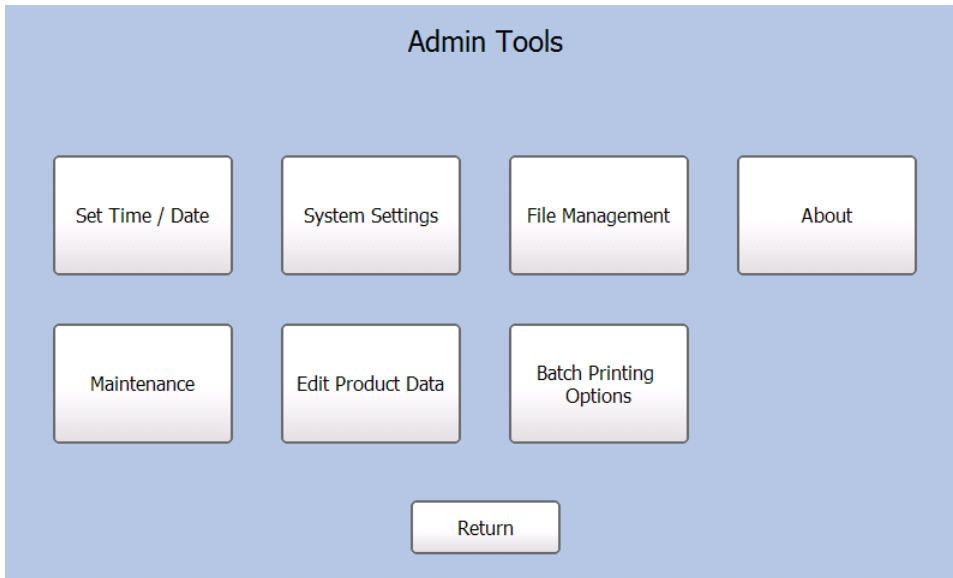 Admin Tools
Set Time / Date
System Settings
File Management
About
Maintenance
Edit Product Data
Batch Printing
Options
Return